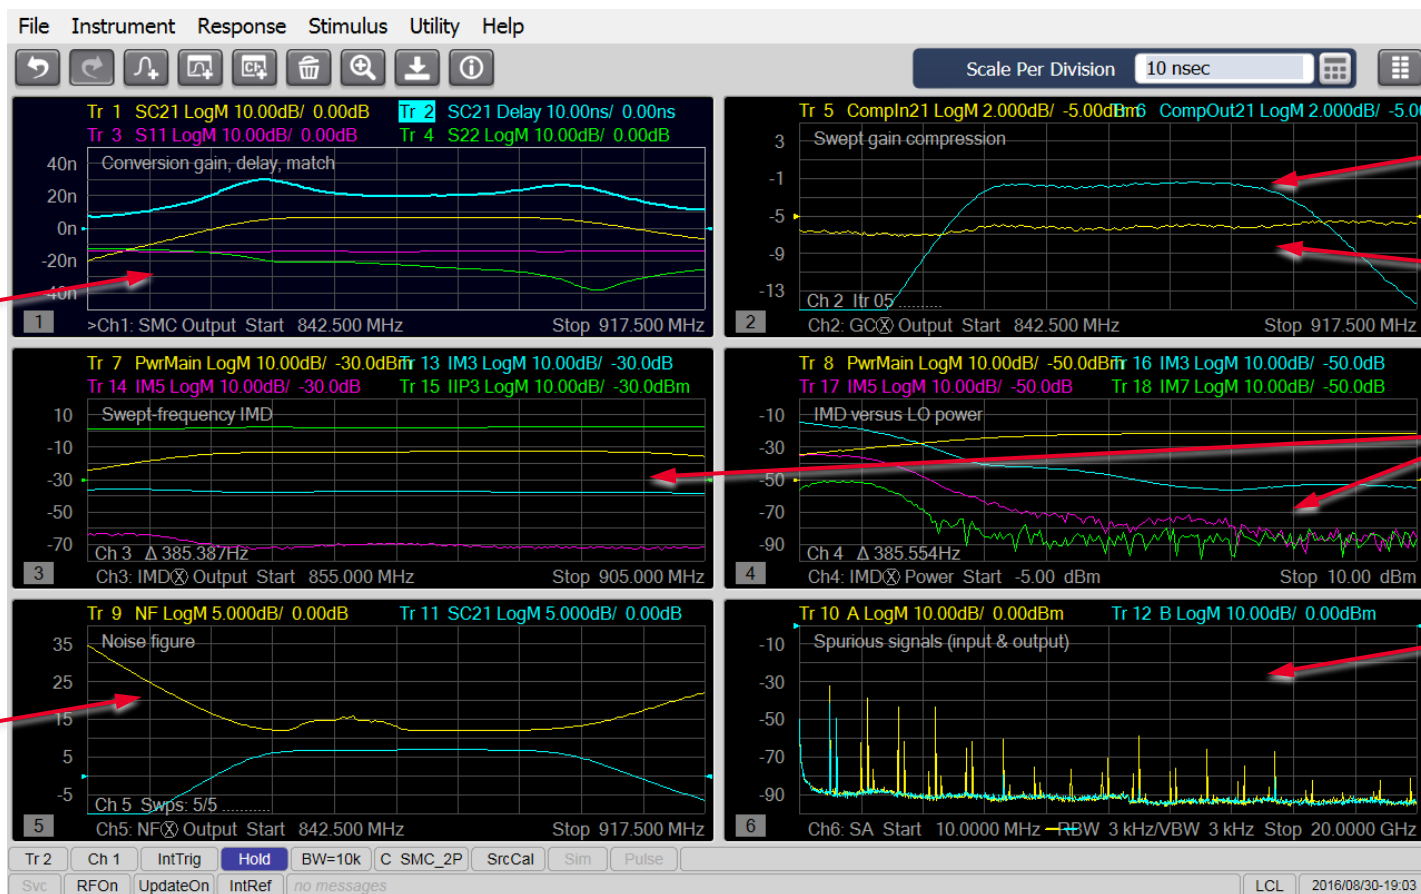 File Instrument Response Stimulus Utility Help
Scale Per Division 10 nsec
Tr 1 SC21 LogM 10.00dB/ 0.00dB Tr 2 SC21 Delay 10.00ns/ 0.00ns
Tr 3 S11 LogM 10.00dB/ 0.00dB Tr 4 S22 LogM 10.00dB/ 0.00dB
Conversion gain, delay, match
40n
20n
0n
-20n
-40n
1 >Ch1: SMC Output Start 842.500 MHz Stop 917.500 MHz
Tr 5 CompIn21 LogM 2.000dB/ -5.00dBm Tr 6 CompOut21 LogM 2.000dB/ -5.00
Swept gain compression
3
-1
-5
-9
-13
Ch 2 Itr 05 ..........
2 Ch2: GCⓧ Output Start 842.500 MHz Stop 917.500 MHz
Tr 7 PwrMain LogM 10.00dB/ -30.0dBm Tr 13 IM3 LogM 10.00dB/ -30.0dB
Tr 14 IM5 LogM 10.00dB/ -30.0dB Tr 15 IIP3 LogM 10.00dB/ -30.0dBm
Swept-frequency IMD
10
-10
-30
-50
-70
Ch 3 Δ 385.387Hz
3 Ch3: IMDⓧ Output Start 855.000 MHz Stop 905.000 MHz
Tr 8 PwrMain LogM 10.00dB/ -50.0dBm Tr 16 IM3 LogM 10.00dB/ -50.0dB
Tr 17 IM5 LogM 10.00dB/ -50.0dB Tr 18 IM7 LogM 10.00dB/ -50.0dB
IMD versus LO power
-10
-30
-50
-70
-90
Ch 4 Δ 385.554Hz
4 Ch4: IMDⓧ Power Start -5.00 dBm Stop 10.00 dBm
Tr 9 NF LogM 5.000dB/ 0.00dB Tr 11 SC21 LogM 5.000dB/ 0.00dB
Noise figure
35
25
15
5
-5
Ch 5 Swps: 5/5 ..........
5 Ch5: NFⓧ Output Start 842.500 MHz Stop 917.500 MHz
Tr 10 A LogM 10.00dB/ 0.00dBm Tr 12 B LogM 10.00dB/ 0.00dBm
Spurious signals (input & output)
-10
-30
-50
-70
-90
6 Ch6: SA Start 10.0000 MHz RBW 3 kHz/VBW 3 kHz Stop 20.0000 GHz
Tr 2 Ch 1 IntTrig Hold BW=10k C SMC_2P SrcCal Sim Pulse
Svc RFOn UpdateOn IntRef no messages LCL 2016/08/30-19:03